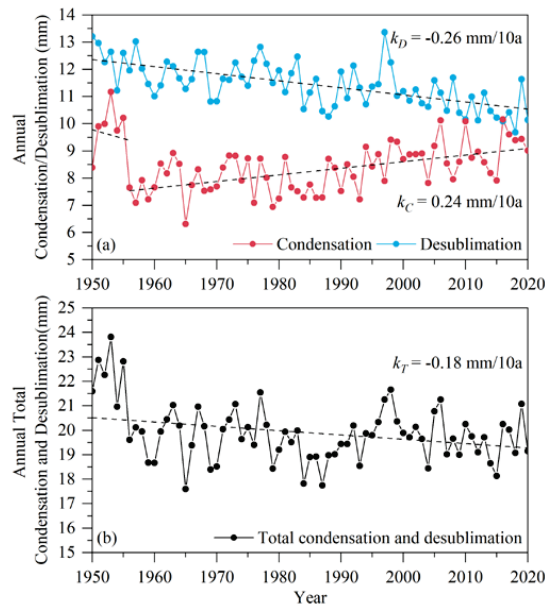 Annual
Condensation/Desublimation (mm)
14
13
12
11
10
9
8
7
6
5
k_D = -0.26 mm/10a
k_C = 0.24 mm/10a
(a)
Condensation
Desublimation
1950 1960 1970 1980 1990 2000 2010 2020
Annual Total
Condensation and Desublimation(mm)
25
24
23
22
21
20
19
18
17
16
15
k_T = -0.18 mm/10a
(b)
Total condensation and desublimation
1950 1960 1970 1980 1990 2000 2010 2020
Year